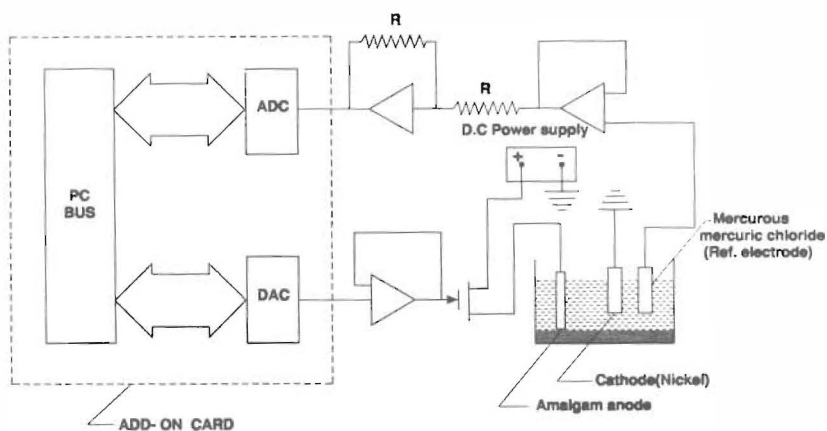 R
R
D.C Power supply
+ -
PC
BUS
ADC
DAC
Mercurous
mercuric chloride
(Ref. electrode)
Cathode(Nickel)
Amalgam anode
ADD- ON CARD